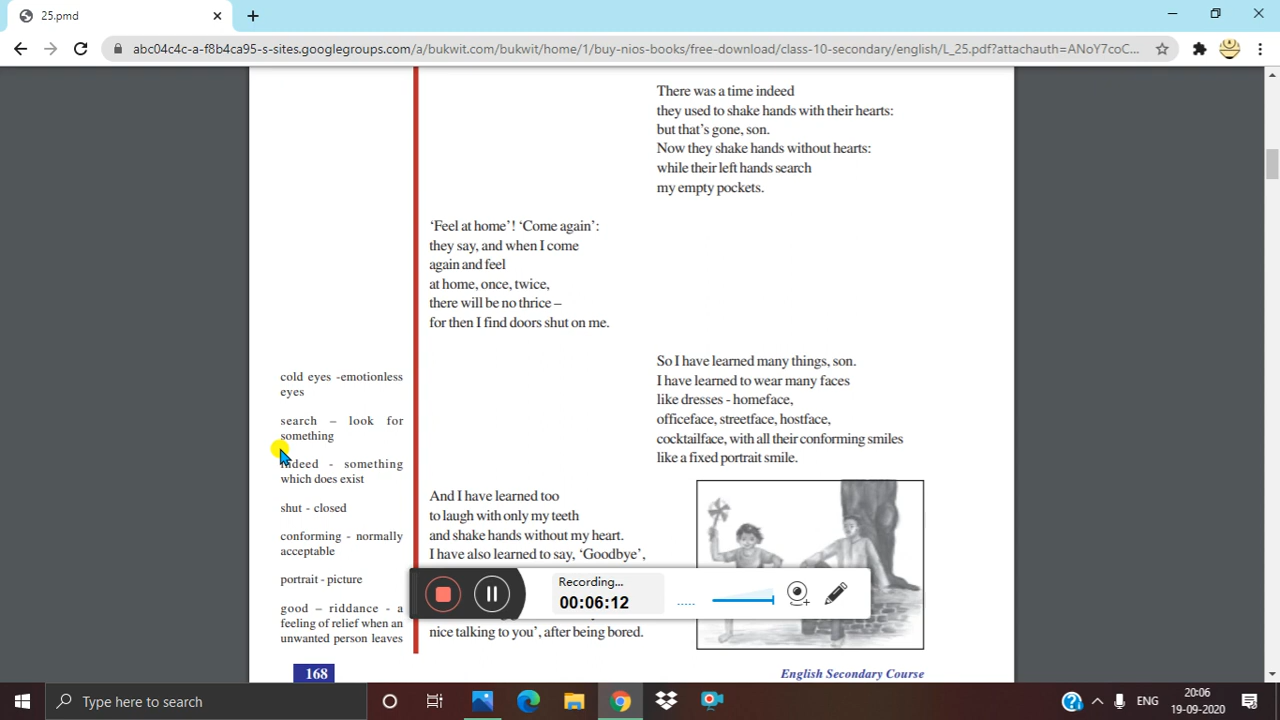 25.pmd
abc04c4c-a-f8b4ca95-s-sites.googlegroups.com/a/bukwit.com/bukwit/home/1/buy-nios-books/free-download/class-10-secondary/english/L_25.pdf?attachauth=ANoY7coC...
There was a time indeed
they used to shake hands with their hearts:
but that's gone, son.
Now they shake hands without hearts:
while their left hands search
my empty pockets.
‘Feel at home’! ‘Come again’:
they say, and when I come
again and feel
at home, once, twice,
there will be no thrice –
for then I find doors shut on me.
So I have learned many things, son.
I have learned to wear many faces
like dresses - homeface,
officeface, streetface, hostface,
cocktailface, with all their conforming smiles
like a fixed portrait smile.
cold eyes -emotionless
eyes
search – look for
something
indeed - something
which does exist
shut - closed
conforming - normally
acceptable
portrait - picture
good – riddance - a
feeling of relief when an
unwanted person leaves
And I have learned too
to laugh with only my teeth
and shake hands without my heart.
I have also learned to say, ‘Goodbye’,
nice talking to you’, after being bored.
Recording...
00:06:12
168
English Secondary Course
Type here to search
ENG
20:06
19-09-2020